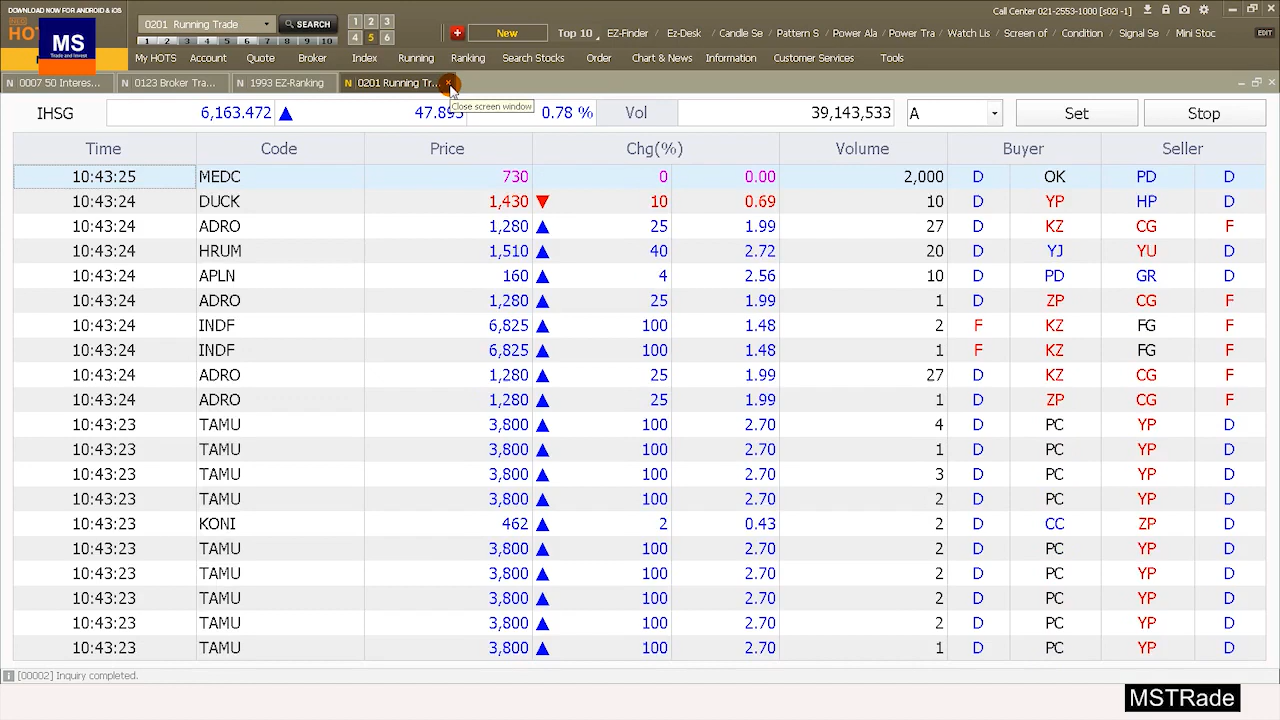 DOWNLOAD NOW FOR ANDROID & iOS
HOT
MS
Trade and Invest
0201 Running Trade
SEARCH
1 2 3 4 5 6 7 8 9 10
1 2 3
4 5 6
New
Top 10
EZ-Finder
Ez-Desk
Candle Se
Pattern S
Power Ala
Power Tra
Watch Lis
Screen of
Condition
Signal Se
Mini Stoc
EDIT
Call Center 021-2553-1000 [s02i -1]
My HOTS Account Quote Broker Index Running Ranking Search Stocks Order Chart & News Information Customer Services Tools
N 0007 50 Interes...
N 0123 Broker Tra...
N 1993 EZ-Ranking
N 0201 Running Tr...
Close screen window
IHSG 6,163.472 ▲ 47.895 0.78 % Vol 39,143,533 A Set Stop
Time Code Price Chg(%) Volume Buyer Seller
10:43:25 MEDC 730 0 0.00 2,000 D OK PD D
10:43:24 DUCK 1,430 ▼ 10 0.69 10 D YP HP D
10:43:24 ADRO 1,280 ▲ 25 1.99 27 D KZ CG F
10:43:24 HRUM 1,510 ▲ 40 2.72 20 D YJ YU D
10:43:24 APLN 160 ▲ 4 2.56 10 D PD GR D
10:43:24 ADRO 1,280 ▲ 25 1.99 1 D ZP CG F
10:43:24 INDF 6,825 ▲ 100 1.48 2 F KZ FG D
10:43:24 INDF 6,825 ▲ 100 1.48 1 F KZ FG D
10:43:24 ADRO 1,280 ▲ 25 1.99 27 D KZ CG F
10:43:24 ADRO 1,280 ▲ 25 1.99 1 D ZP CG F
10:43:23 TAMU 3,800 ▲ 100 2.70 4 D PC YP D
10:43:23 TAMU 3,800 ▲ 100 2.70 1 D PC YP D
10:43:23 TAMU 3,800 ▲ 100 2.70 3 D PC YP D
10:43:23 TAMU 3,800 ▲ 100 2.70 2 D PC YP D
10:43:23 KONI 462 ▲ 2 0.43 2 D CC ZP D
10:43:23 TAMU 3,800 ▲ 100 2.70 2 D PC YP D
10:43:23 TAMU 3,800 ▲ 100 2.70 2 D PC YP D
10:43:23 TAMU 3,800 ▲ 100 2.70 2 D PC YP D
10:43:23 TAMU 3,800 ▲ 100 2.70 2 D PC YP D
10:43:23 TAMU 3,800 ▲ 100 2.70 1 D PC YP D
[00002] Inquiry completed.
MSTRade